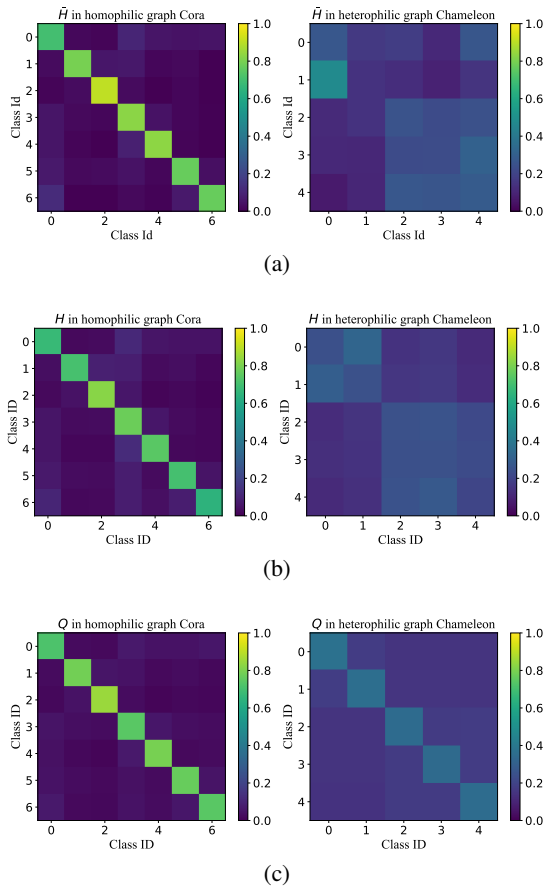 H̄ in homophilic graph Cora
0
1
2
3
4
5
6
0 2 4 6
Class Id
Class Id
1.0
0.8
0.6
0.4
0.2
0.0
H̄ in heterophilic graph Chameleon
0
1
2
3
4
0 1 2 3 4
Class Id
Class Id
1.0
0.8
0.6
0.4
0.2
0.0
(a)
H in homophilic graph Cora
0
1
2
3
4
5
6
0 2 4 6
Class ID
Class ID
1.0
0.8
0.6
0.4
0.2
0.0
H in heterophilic graph Chameleon
0
1
2
3
4
0 1 2 3 4
Class ID
Class ID
1.0
0.8
0.6
0.4
0.2
0.0
(b)
Q in homophilic graph Cora
0
1
2
3
4
5
6
0 2 4 6
Class ID
Class ID
1.0
0.8
0.6
0.4
0.2
0.0
Q in heterophilic graph Chameleon
0
1
2
3
4
0 1 2 3 4
Class ID
Class ID
1.0
0.8
0.6
0.4
0.2
0.0
(c)